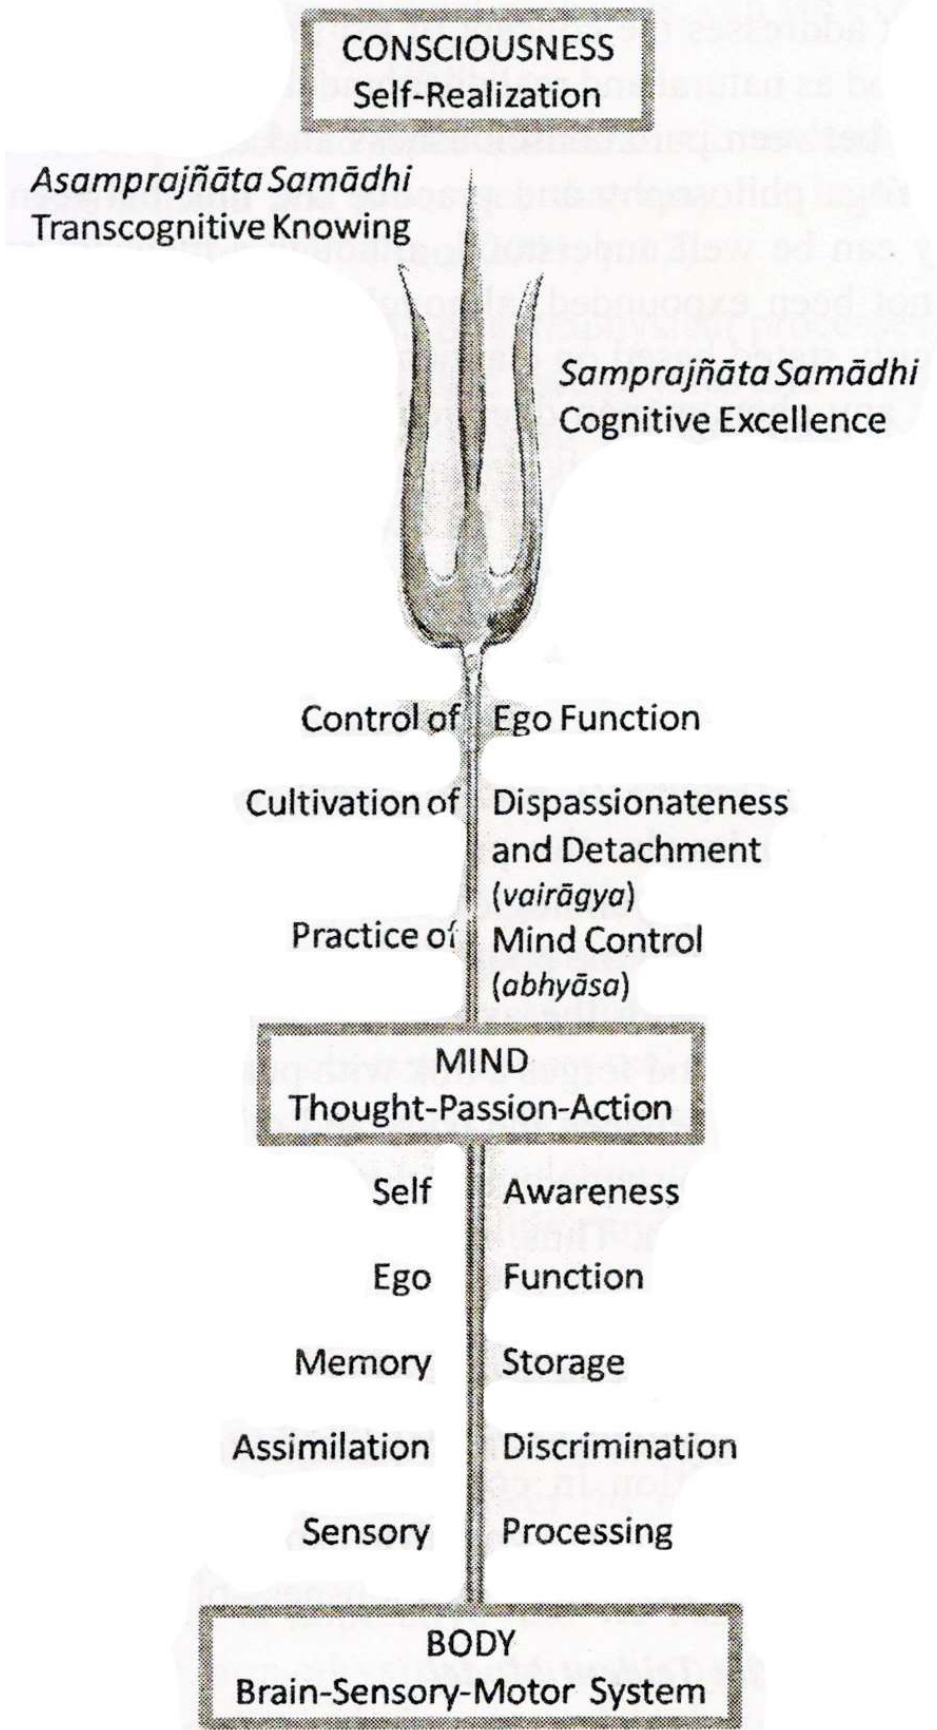 CONSCIOUSNESS
Self-Realization
Asamprajñāta Samādhi
Transcognitive Knowing
Samprajñāta Samādhi
Cognitive Excellence
Control of Ego Function
Cultivation of Dispassionateness
and Detachment
(vairāgya)
Practice of Mind Control
(abhyāsa)
MIND
Thought-Passion-Action
Self Awareness
Ego Function
Memory Storage
Assimilation Discrimination
Sensory Processing
BODY
Brain-Sensory-Motor System